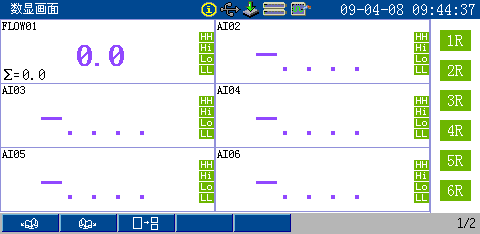 数显画面 09-04-08 09:44:37
FLOW01
0.0
Σ=0.0
HH
Hi
Lo
LL
AI02
-. . . .
HH
Hi
Lo
LL
AI03
-. . . .
HH
Hi
Lo
LL
AI04
-. . . .
HH
Hi
Lo
LL
AI05
-. . . .
HH
Hi
Lo
LL
AI06
-. . . .
HH
Hi
Lo
LL
1R
2R
3R
4R
5R
6R
1/2